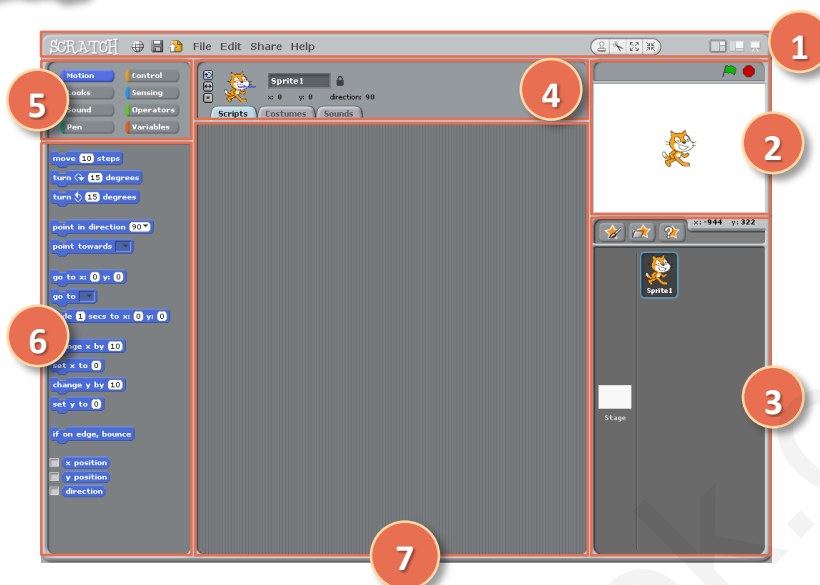 SCRATCH File Edit Share Help
1
Motion Control
Looks Sensing
Sound Operators
Pen Variables
5
Sprite1
x: 0 y: 0 direction: 90
Scripts Costumes Sounds
4
2
move 10 steps
turn 15 degrees
turn 15 degrees
point in direction 90
point towards
go to x: 0 y: 0
go to
glide 1 secs to x: 0 y: 0
change x by 10
set x to 0
change y by 10
set y to 0
if on edge, bounce
x position
y position
direction
6
x: -944 y: 322
Sprite1
Stage
3
7